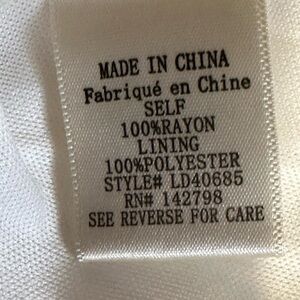 MADE IN CHINA
Fabriqué en Chine
SELF
100%RAYON
LINING
100%POLYESTER
STYLE# LD40685
RN# 142798
SEE REVERSE FOR CARE